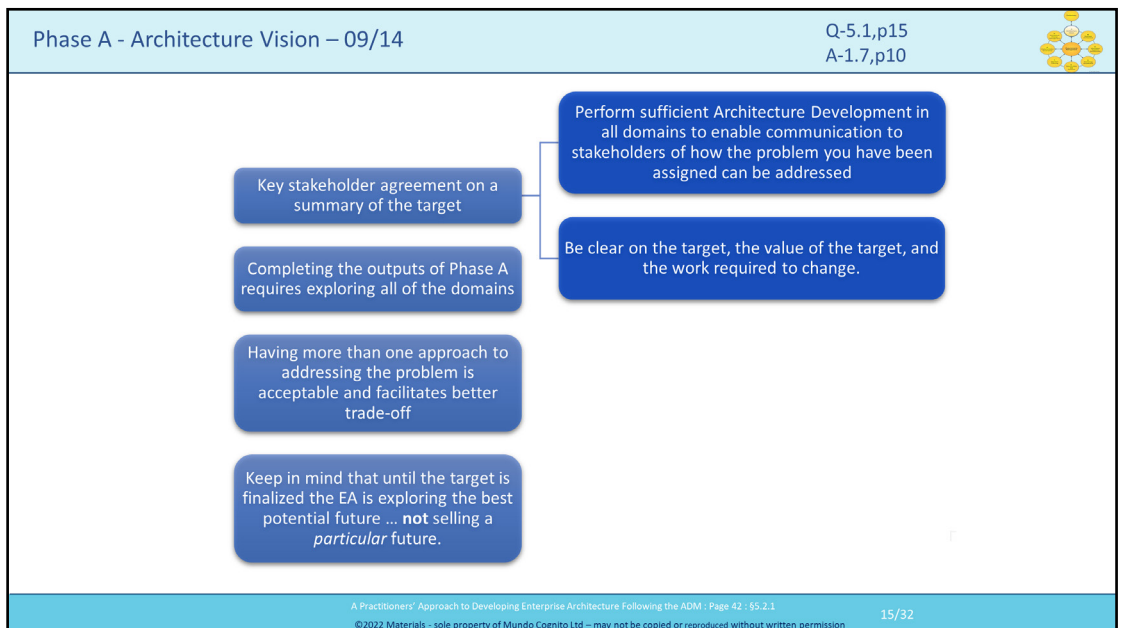 Phase A - Architecture Vision – 09/14
Q-5.1,p15
A-1.7,p10
Key stakeholder agreement on a
summary of the target
Perform sufficient Architecture Development in
all domains to enable communication to
stakeholders of how the problem you have been
assigned can be addressed
Be clear on the target, the value of the target, and
the work required to change.
Completing the outputs of Phase A
requires exploring all of the domains
Having more than one approach to
addressing the problem is
acceptable and facilitates better
trade-off
Keep in mind that until the target is
finalized the EA is exploring the best
potential future ... not selling a
particular future.
A Practitioners' Approach to Developing Enterprise Architecture Following the ADM : Page 42 : §5.2.1
©2022 Materials - sole property of Mundo Cognito Ltd – may not be copied or reproduced without written permission
15/32